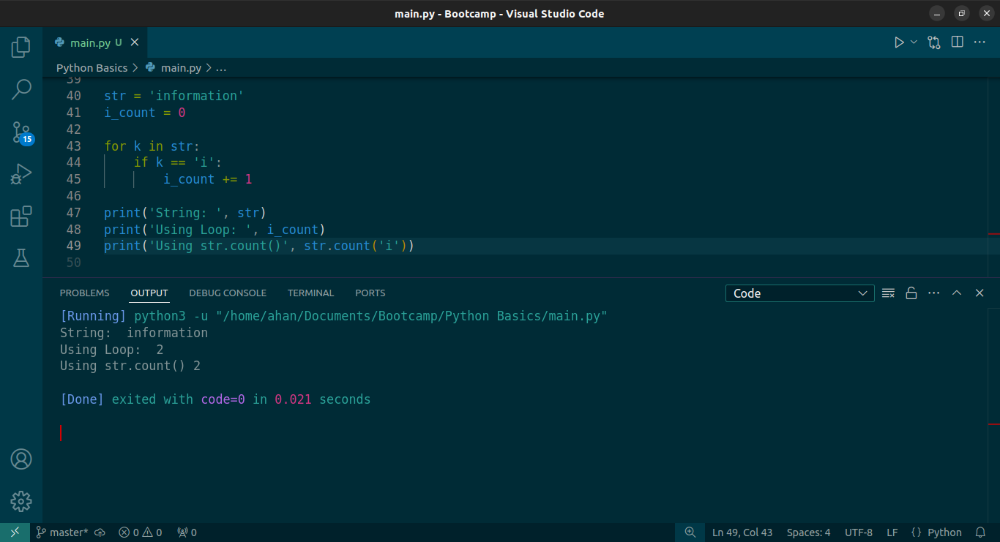 main.py - Bootcamp - Visual Studio Code
main.py U
Python Basics > main.py > ...
39
40 str = 'information'
41 i_count = 0
42
43 for k in str:
44     if k == 'i':
45         i_count += 1
46
47 print('String: ', str)
48 print('Using Loop: ', i_count)
49 print('Using str.count()', str.count('i'))
50
15
PROBLEMS OUTPUT DEBUG CONSOLE TERMINAL PORTS Code
[Running] python3 -u "/home/ahan/Documents/Bootcamp/Python Basics/main.py"
String:  information
Using Loop:  2
Using str.count() 2
[Done] exited with code=0 in 0.021 seconds
master* 0 0 0 Ln 49, Col 43 Spaces: 4 UTF-8 LF {} Python